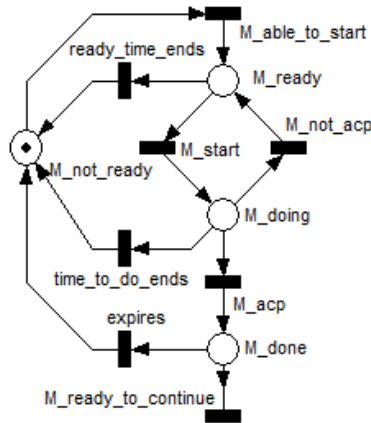 M_able_to_start
ready_time_ends
M_ready
M_not_acp
M_start
M_not_ready
M_doing
time_to_do_ends
M_acp
expires
M_done
M_ready_to_continue